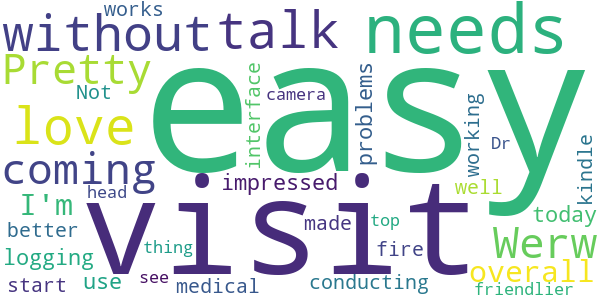 works
without talk needs
Pretty
Not
easy
interface
camera
problems
working
Dr
kindle
love
coming
I'm
head
impressed
visit
well
today
better
made
top
Werw
logging
thing
fire
overall
start
use
see
medical
conducting
friendlier